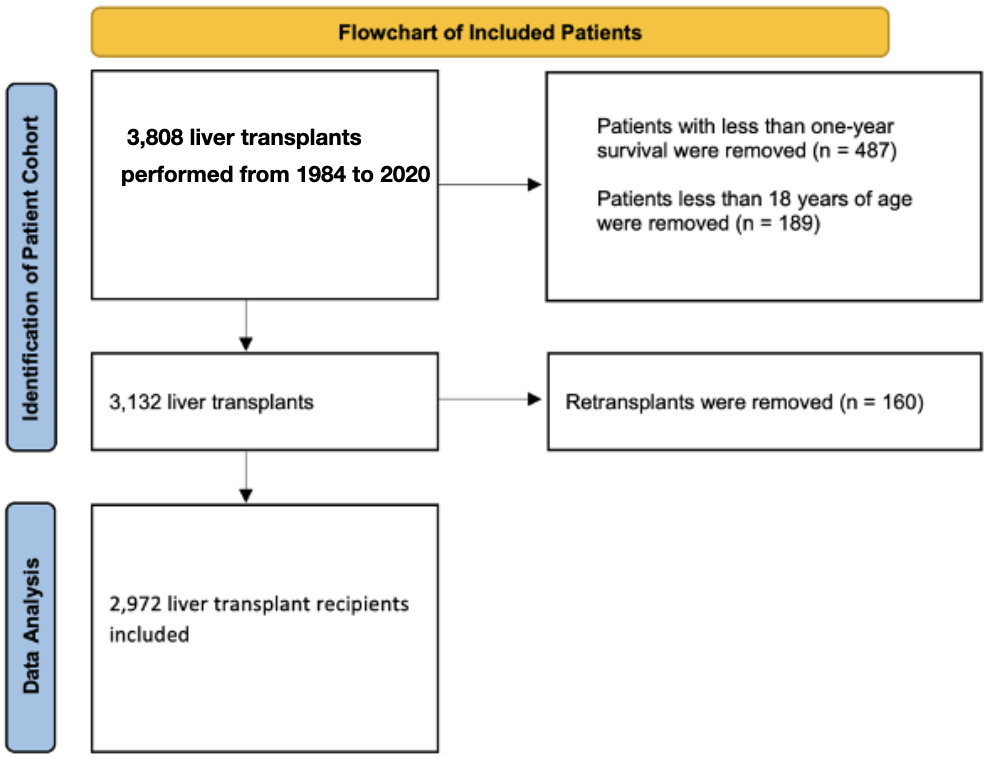 Flowchart of Included Patients
Identification of Patient Cohort
3,808 liver transplants
performed from 1984 to 2020
Patients with less than one-year
survival were removed (n = 487)
Patients less than 18 years of age
were removed (n = 189)
3,132 liver transplants
Retransplants were removed (n = 160)
Data Analysis
2,972 liver transplant recipients
included